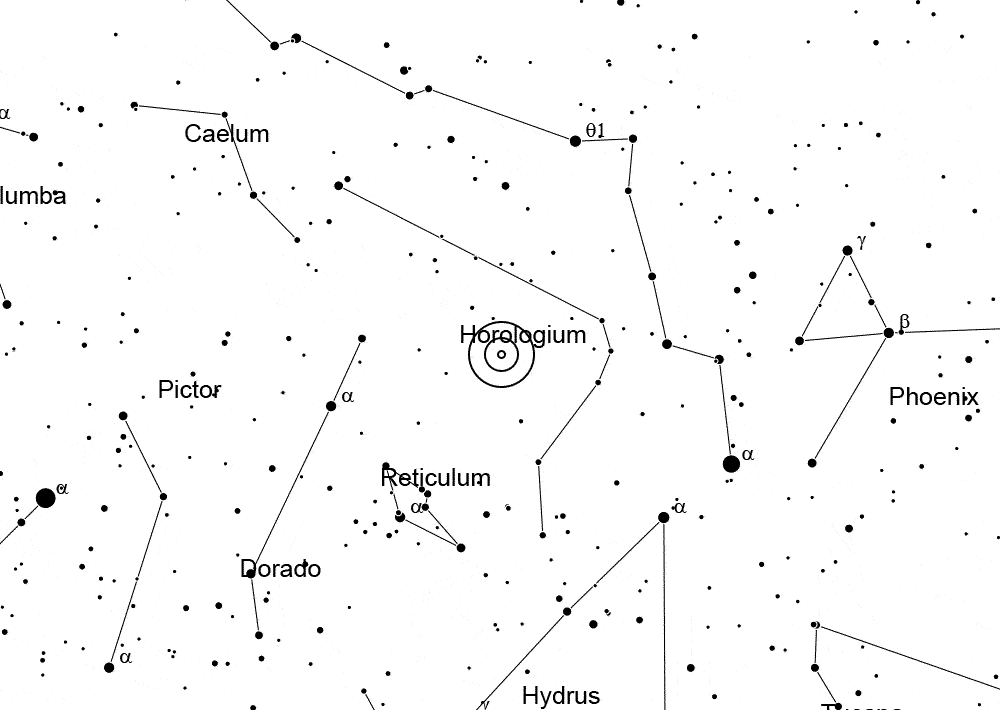 θ1
α
Caelum
lumba
γ
β
Horologium
Pictor
α
Phoenix
α
Reticulum
α
α
α
Dorado
α
Hydrus
γ